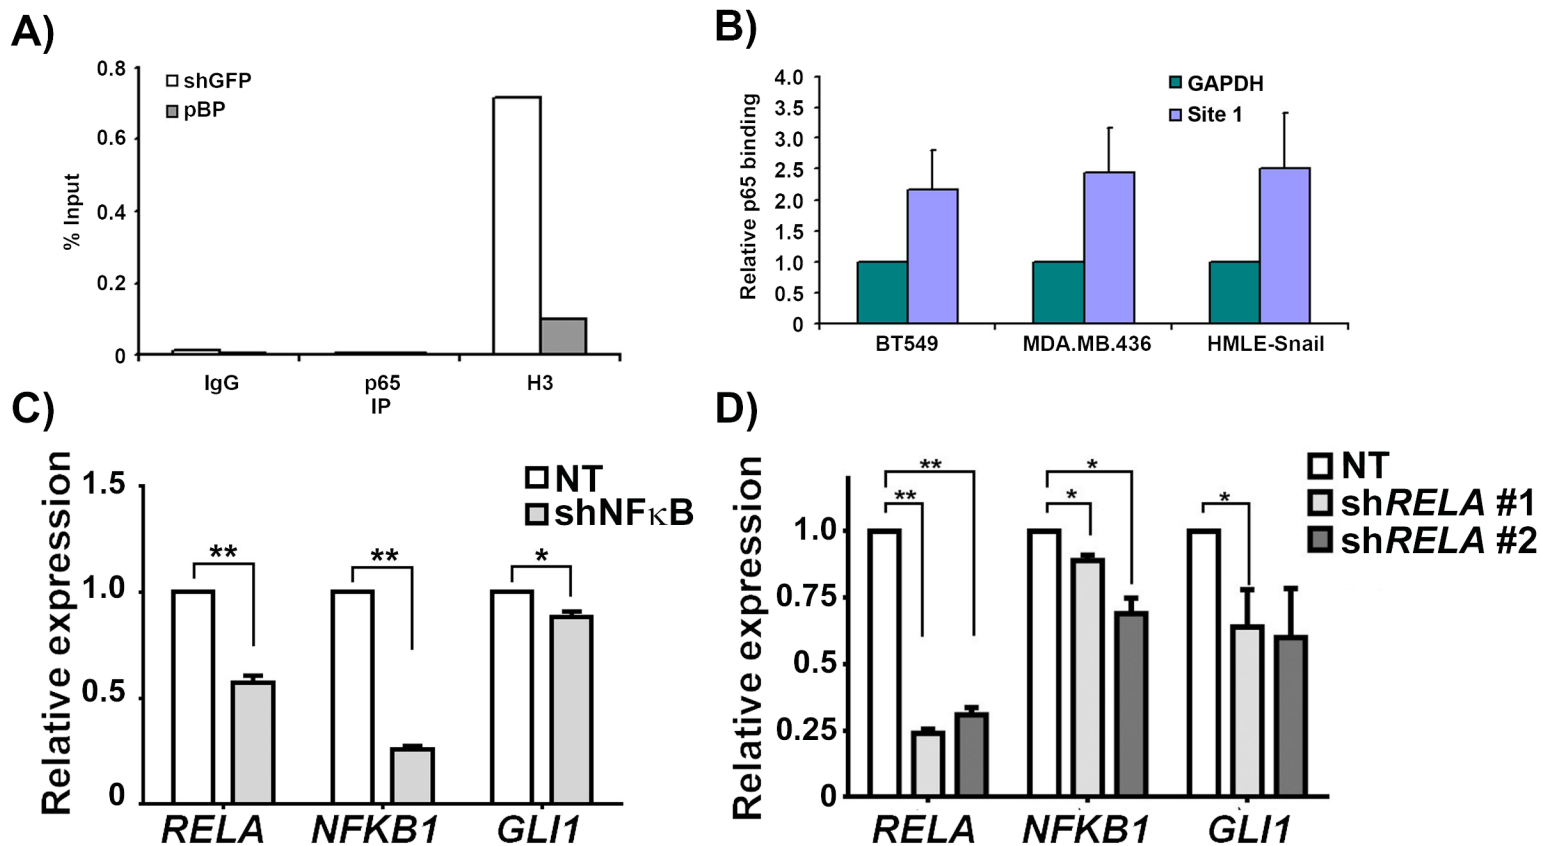 A)
0.8
0.6
0.4
0.2
0
% Input
shGFP
pBP
IgG
p65
IP
H3
B)
4.0
3.5
3.0
2.5
2.0
1.5
1.0
0.5
0
Relative p65 binding
GAPDH
Site 1
BT549
MDA.MB.436
HMLE-Snail
C)
1.5
1.0
0.5
0
Relative expression
NT
shNFκB
**
**
*
RELA
NFKB1
GLI1
D)
1.0
0.75
0.5
0.25
0
Relative expression
NT
shRELA #1
shRELA #2
**
**
*
*
*
RELA
NFKB1
GLI1